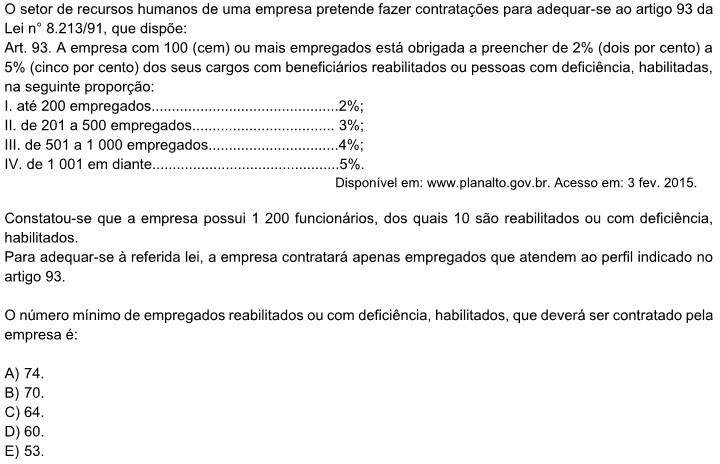 O setor de recursos humanos de uma empresa pretende fazer contratações para adequar-se ao artigo 93 da
Lei n° 8.213/91, que dispõe:
Art. 93. A empresa com 100 (cem) ou mais empregados está obrigada a preencher de 2% (dois por cento) a
5% (cinco por cento) dos seus cargos com beneficiários reabilitados ou pessoas com deficiência, habilitadas,
na seguinte proporção:
I. até 200 empregados..............................................2%;
II. de 201 a 500 empregados................................... 3%;
III. de 501 a 1 000 empregados................................4%;
IV. de 1 001 em diante..............................................5%.
Disponível em: www.planalto.gov.br. Acesso em: 3 fev. 2015.
Constatou-se que a empresa possui 1 200 funcionários, dos quais 10 são reabilitados ou com deficiência,
habilitados.
Para adequar-se à referida lei, a empresa contratará apenas empregados que atendem ao perfil indicado no
artigo 93.
O número mínimo de empregados reabilitados ou com deficiência, habilitados, que deverá ser contratado pela
empresa é:
A) 74.
B) 70.
C) 64.
D) 60.
E) 53.